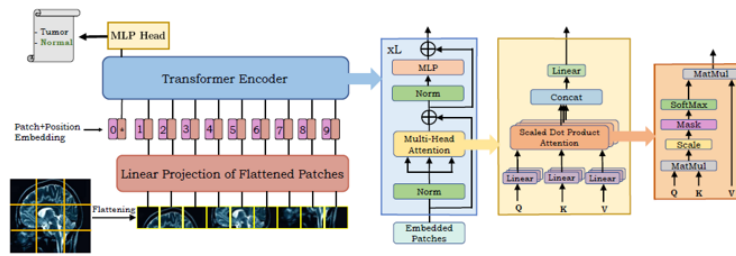 - Tumor
- Normal
MLP Head
Transformer Encoder
Patch+Position
Embedding
0 * 1 2 3 4 5 6 7 8 9
Linear Projection of Flattened Patches
Flattening
xL
MLP
Norm
Multi-Head
Attention
Norm
Embedded
Patches
Linear
Concat
Scaled Dot Product
Attention
Linear Linear Linear
Q K V
MatMul
SoftMax
Mask
Scale
MatMul
Q K V